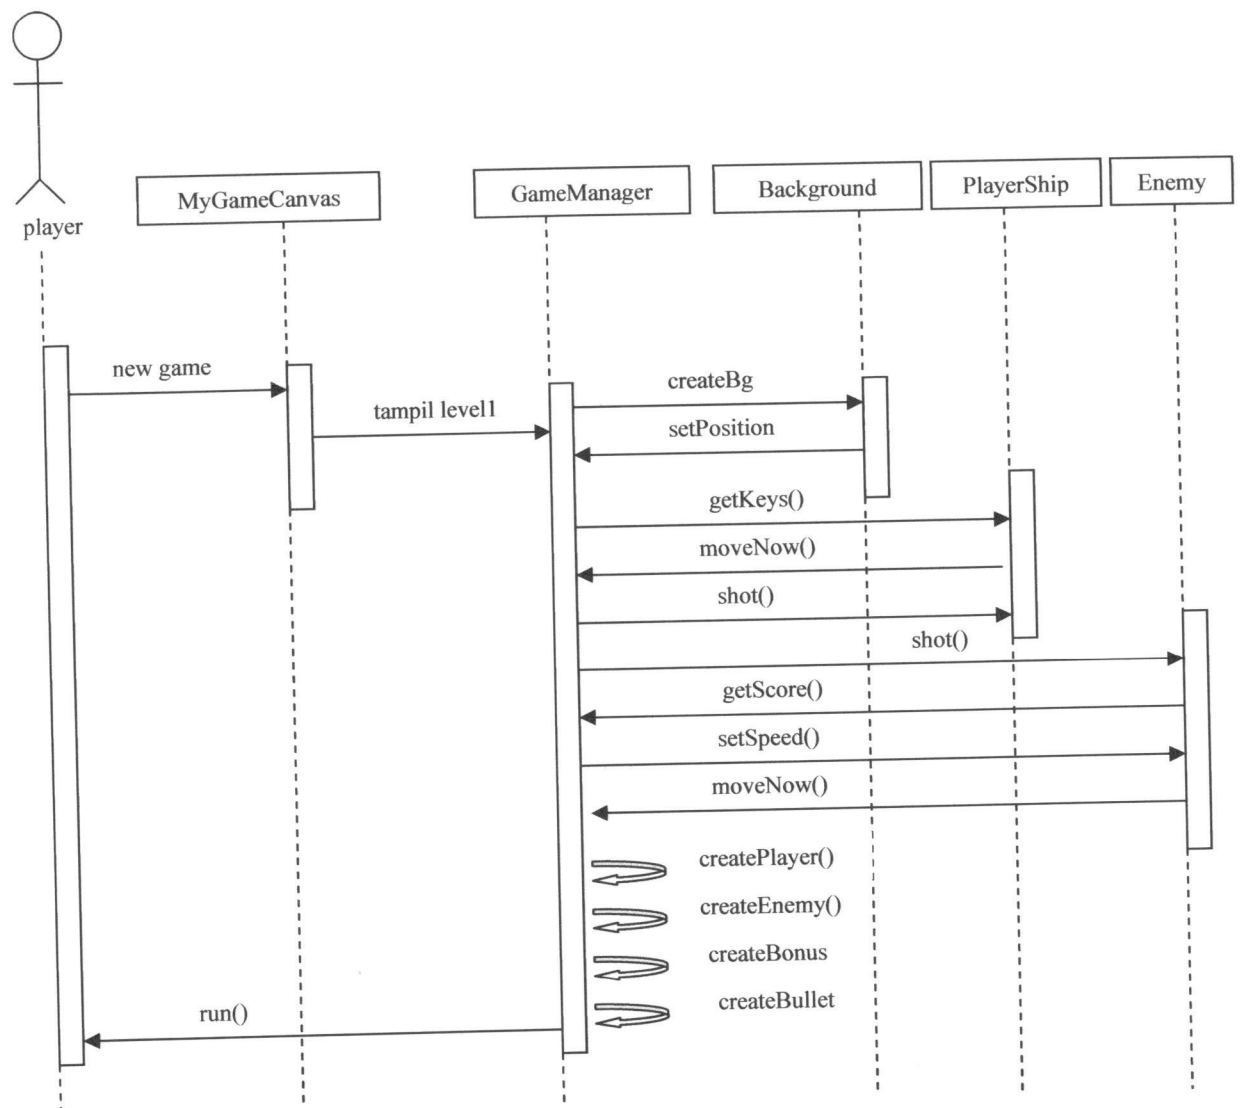 player
MyGameCanvas
GameManager
Background
PlayerShip
Enemy
new game
tampil level1
createBg
setPosition
getKeys()
moveNow()
shot()
shot()
getScore()
setSpeed()
moveNow()
createPlayer()
createEnemy()
createBonus
createBullet
run()